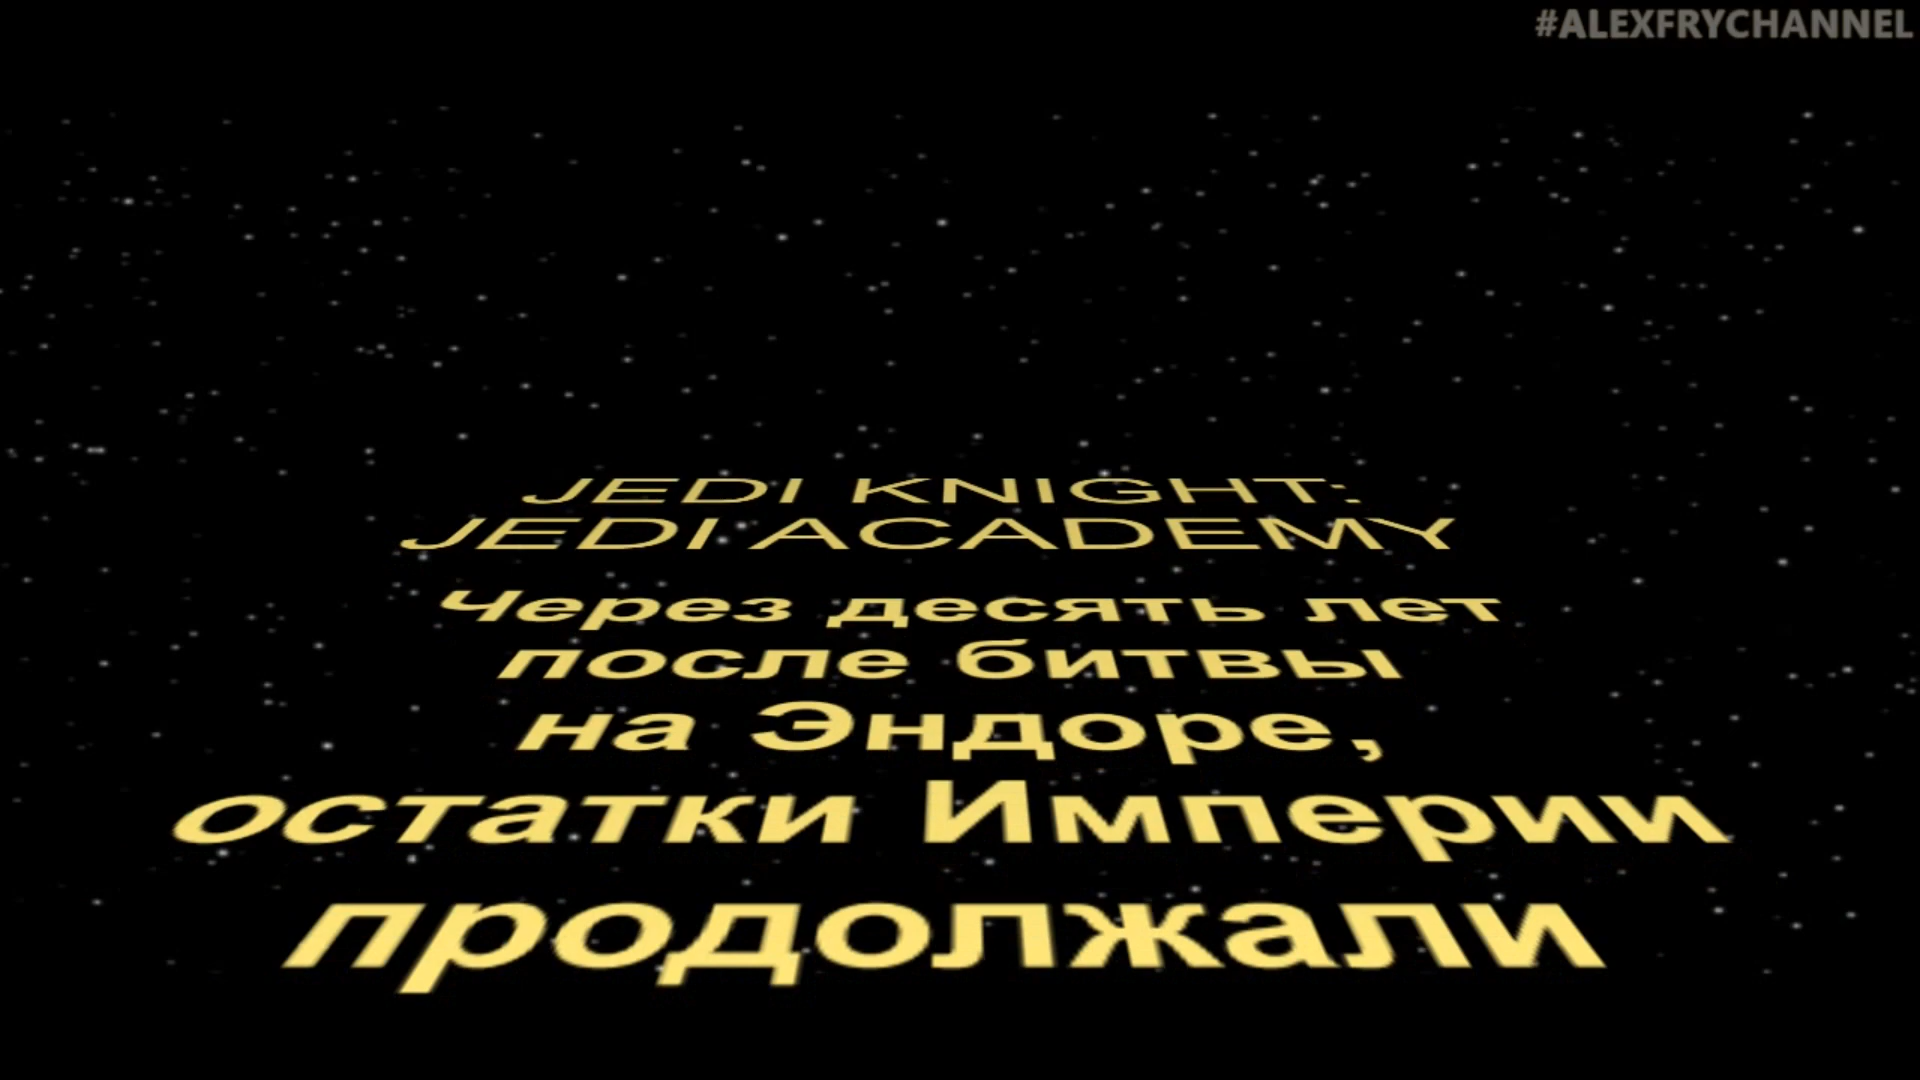 #ALEXFRYCHANNEL
JEDI KNIGHT:
JEDI ACADEMY
Через десять лет
после битвы
на Эндоре,
остатки Империи
продолжали